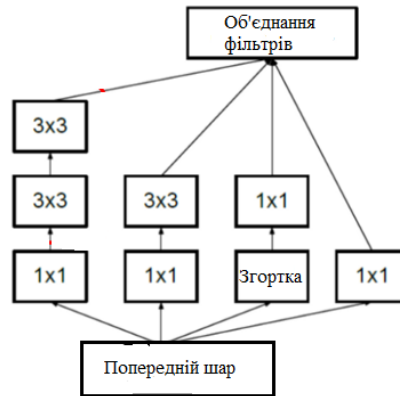 Об'єднання
фільтрів
3x3
3x3
3x3
1x1
1x1
1x1
Згортка
1x1
Попередній шар